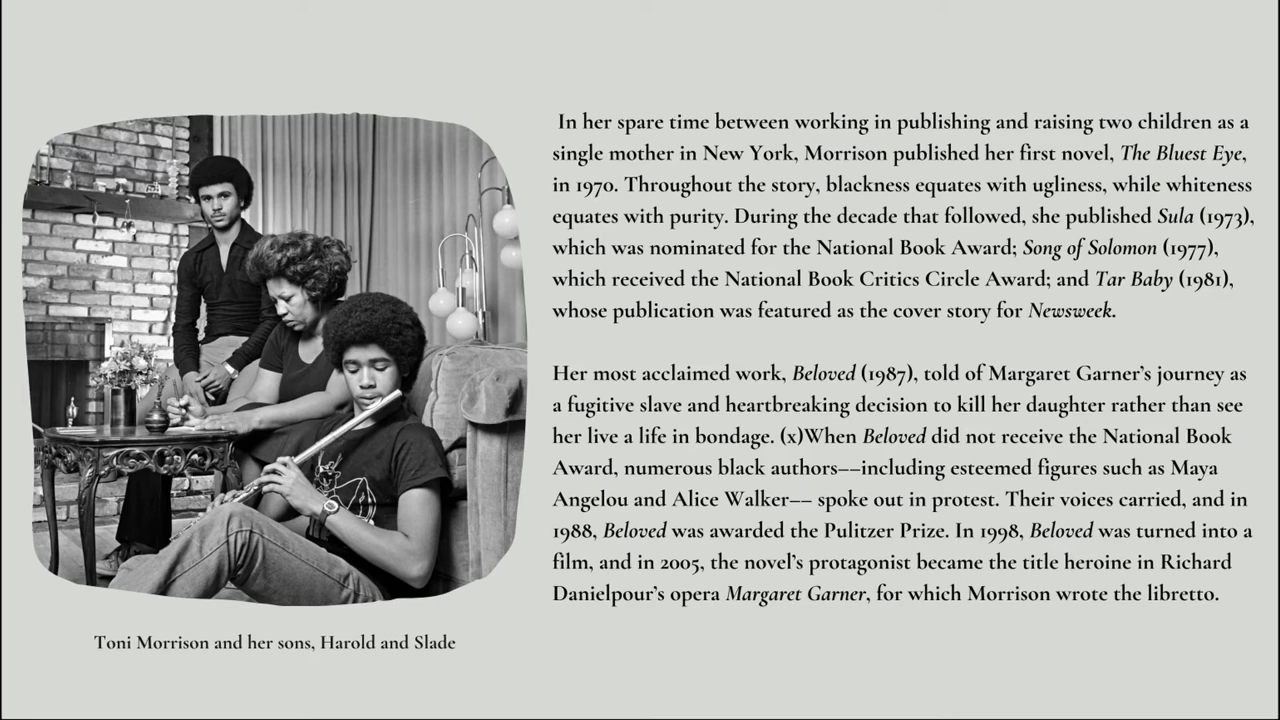 In her spare time between working in publishing and raising two children as a
single mother in New York, Morrison published her first novel, The Bluest Eye,
in 1970. Throughout the story, blackness equates with ugliness, while whiteness
equates with purity. During the decade that followed, she published Sula (1973),
which was nominated for the National Book Award; Song of Solomon (1977),
which received the National Book Critics Circle Award; and Tar Baby (1981),
whose publication was featured as the cover story for Newsweek.
Her most acclaimed work, Beloved (1987), told of Margaret Garner's journey as
a fugitive slave and heartbreaking decision to kill her daughter rather than see
her live a life in bondage. (x)When Beloved did not receive the National Book
Award, numerous black authors––including esteemed figures such as Maya
Angelou and Alice Walker–– spoke out in protest. Their voices carried, and in
1988, Beloved was awarded the Pulitzer Prize. In 1998, Beloved was turned into a
film, and in 2005, the novel's protagonist became the title heroine in Richard
Danielpour's opera Margaret Garner, for which Morrison wrote the libretto.
Toni Morrison and her sons, Harold and Slade